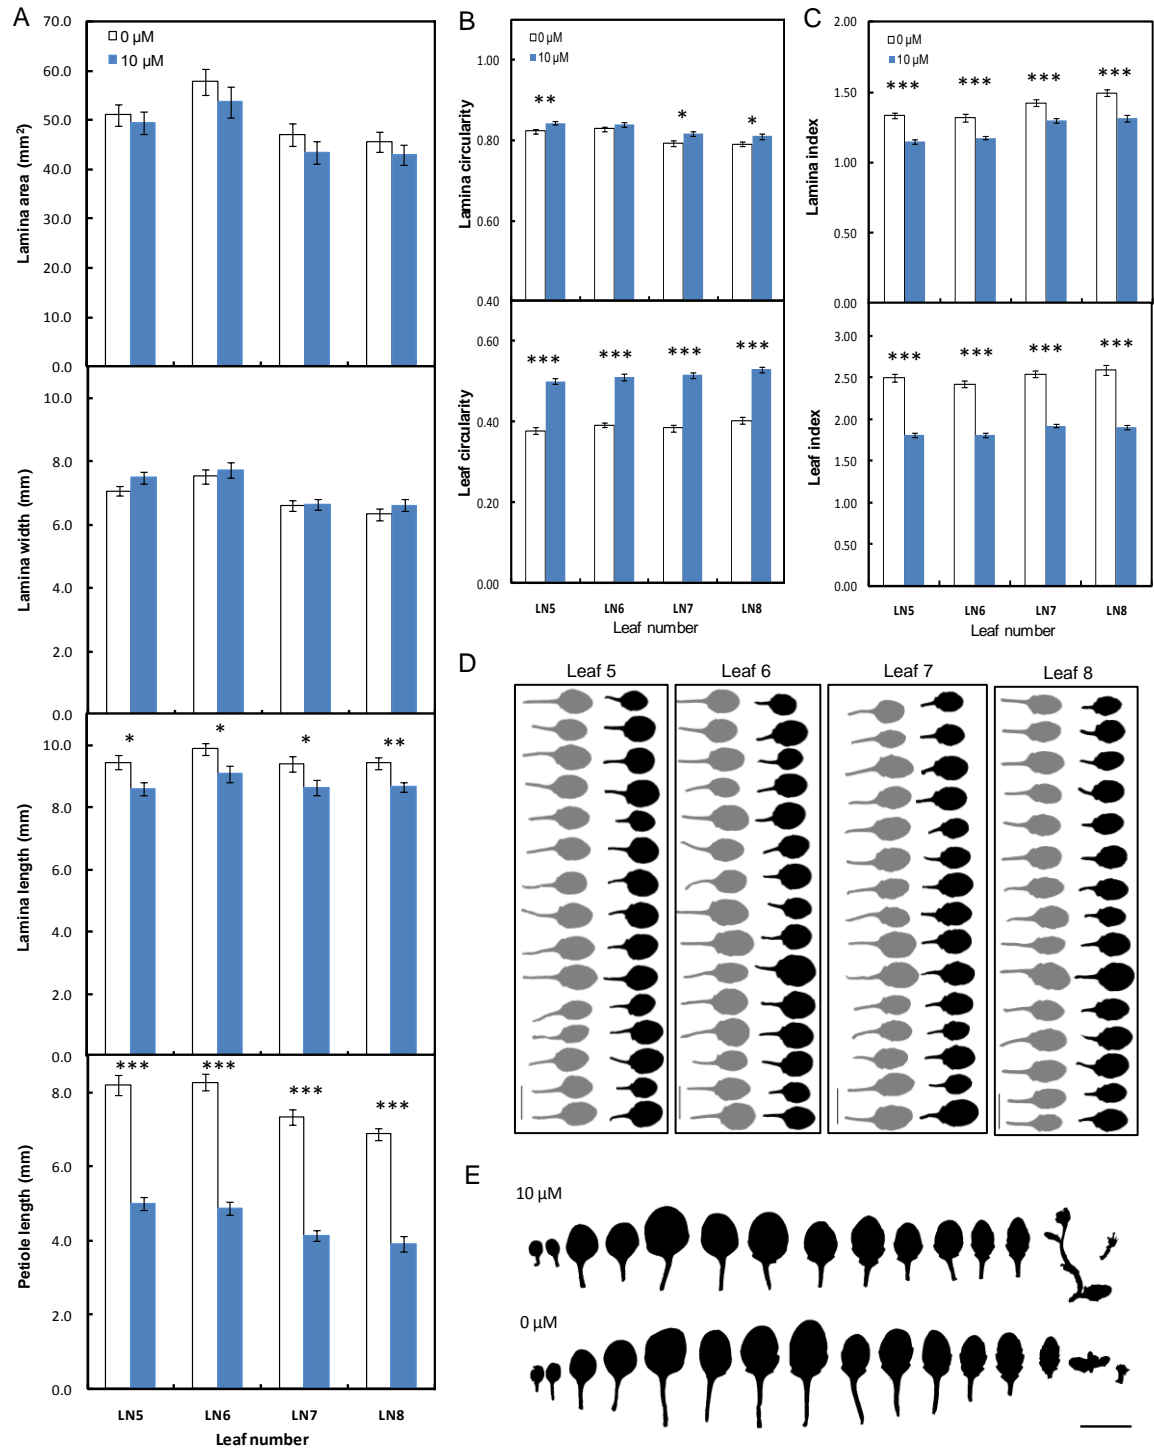 A
70.0
60.0
50.0
40.0
30.0
20.0
10.0
0.0
0 µM
10 µM
Lamina area (mm²)
10.0
8.0
6.0
4.0
2.0
0.0
Lamina width (mm)
10.0
8.0
6.0
4.0
2.0
0.0
* * * **
Lamina length (mm)
8.0
6.0
4.0
2.0
0.0
*** *** *** ***
Petiole length (mm)
LN5 LN6 LN7 LN8
Leaf number
B
1.00
0.80
0.60
0.40
0 µM
10 µM
** * *
Lamina circularity
0.60
0.40
0.20
0.00
*** *** *** ***
Leaf circularity
LN5 LN6 LN7 LN8
Leaf number
C
2.00
1.50
1.00
0.50
0.00
0 µM
10 µM
*** *** *** ***
Lamina index
3.00
2.50
2.00
1.50
1.00
0.50
0.00
*** *** *** ***
Leaf index
LN5 LN6 LN7 LN8
Leaf number
D
Leaf 5 Leaf 6 Leaf 7 Leaf 8
E
10 µM
0 µM